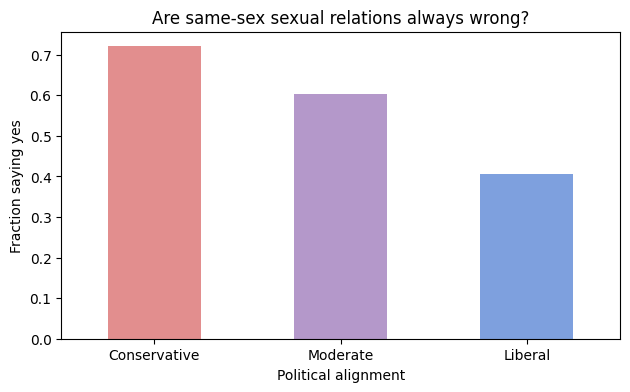 Are same-sex sexual relations always wrong?
Fraction saying yes
0.7
0.6
0.5
0.4
0.3
0.2
0.1
0.0
Conservative Moderate Liberal
Political alignment